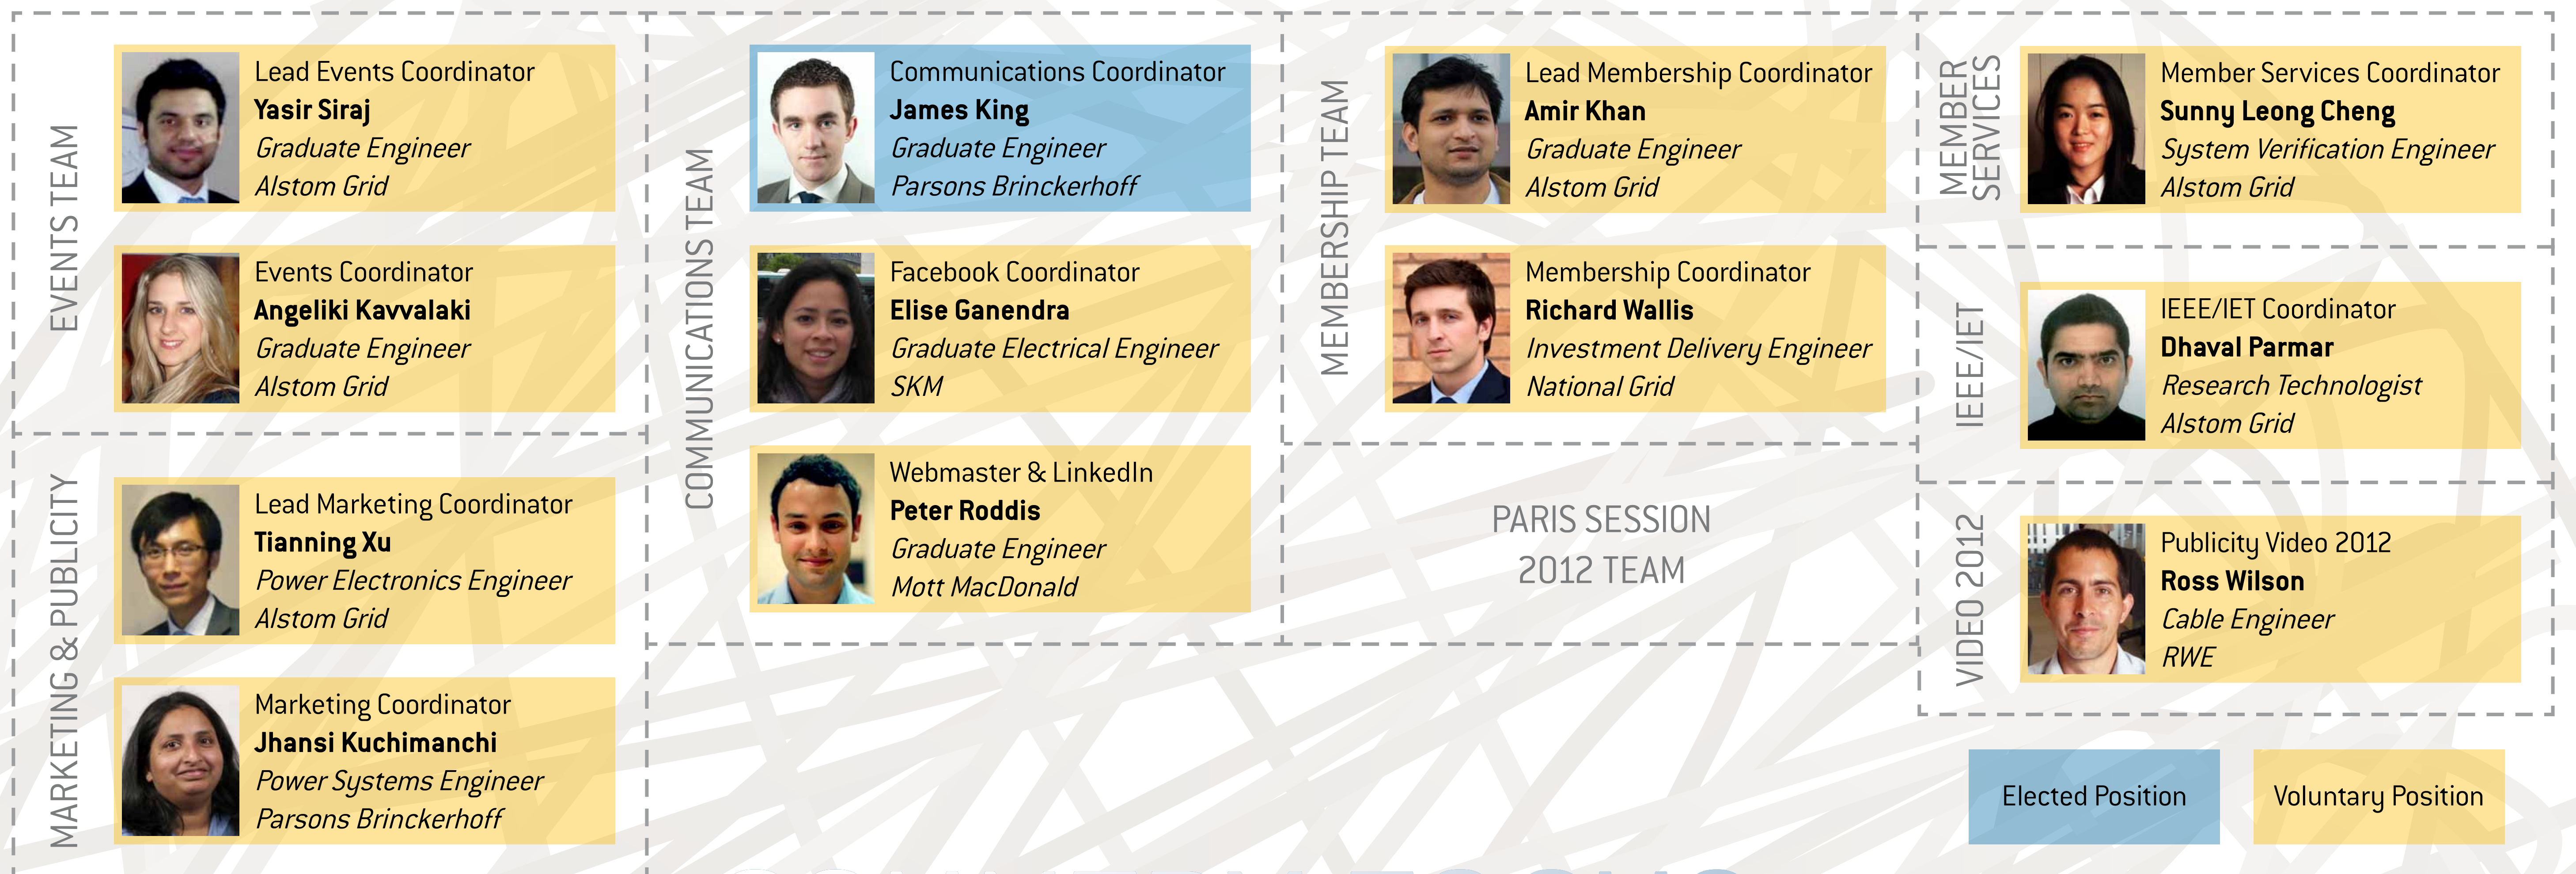 EVENTS TEAM
Lead Events Coordinator
Yasir Siraj
Graduate Engineer
Alstom Grid
Events Coordinator
Angeliki Kavvalaki
Graduate Engineer
Alstom Grid
MARKETING & PUBLICITY
Lead Marketing Coordinator
Tianning Xu
Power Electronics Engineer
Alstom Grid
Marketing Coordinator
Jhansi Kuchimanchi
Power Systems Engineer
Parsons Brinckerhoff
COMMUNICATIONS TEAM
Communications Coordinator
James King
Graduate Engineer
Parsons Brinckerhoff
Facebook Coordinator
Elise Ganendra
Graduate Electrical Engineer
SKM
Webmaster & LinkedIn
Peter Roddis
Graduate Engineer
Mott MacDonald
MEMBERSHIP TEAM
Lead Membership Coordinator
Amir Khan
Graduate Engineer
Alstom Grid
Membership Coordinator
Richard Wallis
Investment Delivery Engineer
National Grid
PARIS SESSION
2012 TEAM
MEMBER
SERVICES
Member Services Coordinator
Sunny Leong Cheng
System Verification Engineer
Alstom Grid
IEEE/IET
IEEE/IET Coordinator
Dhaval Parmar
Research Technologist
Alstom Grid
VIDEO 2012
Publicity Video 2012
Ross Wilson
Cable Engineer
RWE
Elected Position
Voluntary Position